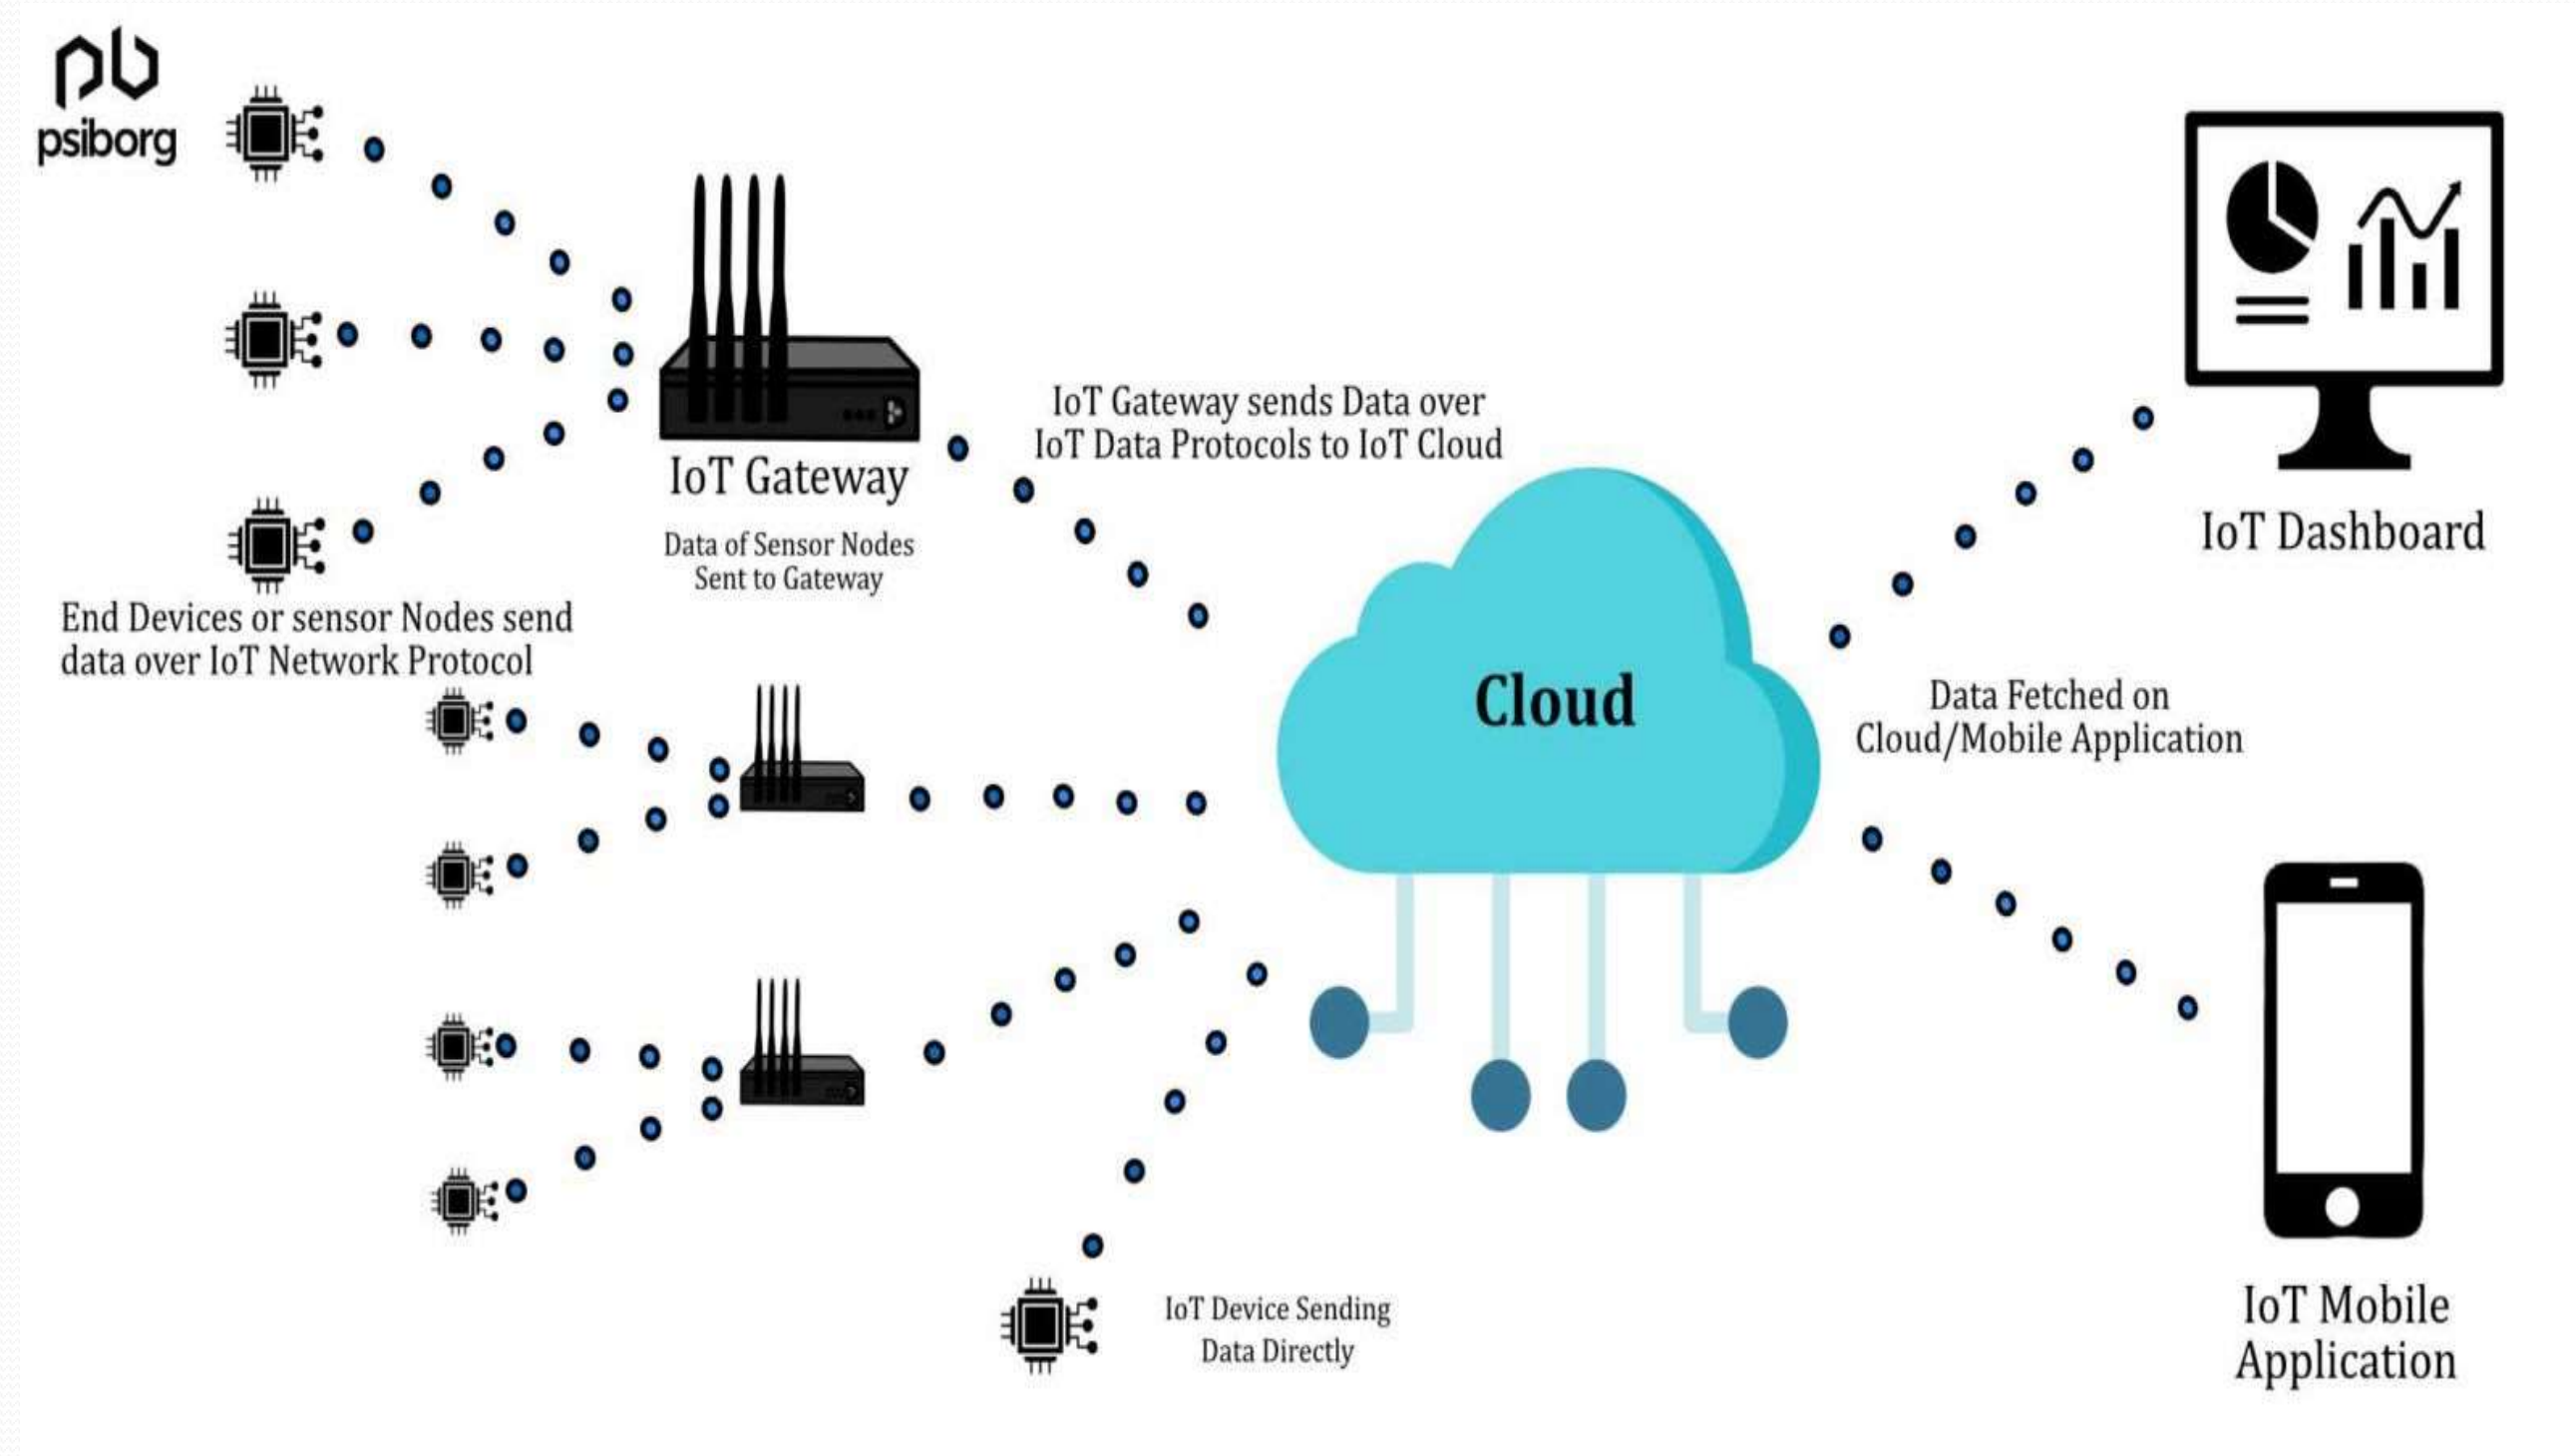 psiborg
IoT Gateway
Data of Sensor Nodes
Sent to Gateway
End Devices or sensor Nodes send
data over IoT Network Protocol
IoT Gateway sends Data over
IoT Data Protocols to IoT Cloud
Cloud
IoT Dashboard
Data Fetched on
Cloud/Mobile Application
IoT Device Sending
Data Directly
IoT Mobile
Application